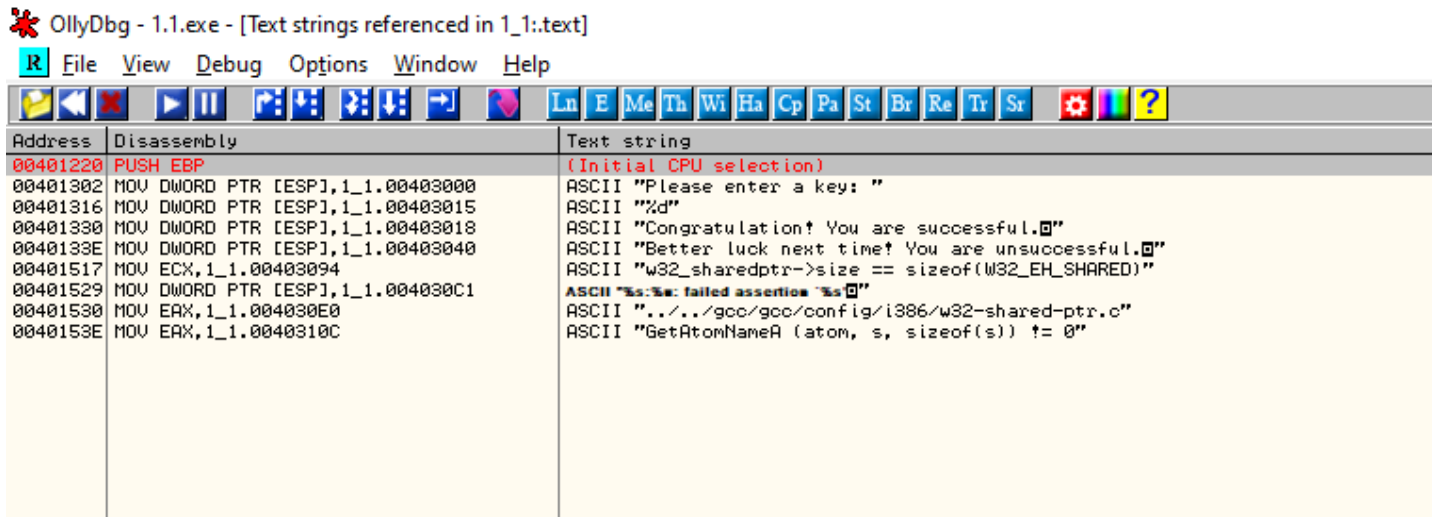 OllyDbg - 1.1.exe - [Text strings referenced in 1_1:.text]
R File View Debug Options Window Help
Ln E Me Th Wi Ha Cp Pa St Br Re Tr Sr ?
Address Disassembly Text string
00401220 PUSH EBP (Initial CPU selection)
00401302 MOV DWORD PTR [ESP],1_1.00403000 ASCII "Please enter a key: "
00401316 MOV DWORD PTR [ESP],1_1.00403015 ASCII "%d"
00401330 MOV DWORD PTR [ESP],1_1.00403018 ASCII "Congratulation! You are successful.◙"
0040133E MOV DWORD PTR [ESP],1_1.00403040 ASCII "Better luck next time! You are unsuccessful.◙"
00401517 MOV ECX,1_1.00403094 ASCII "w32_sharedptr->size == sizeof(W32_EH_SHARED)"
00401529 MOV DWORD PTR [ESP],1_1.004030C1 ASCII failed assertion `%s'◙"
00401530 MOV EAX,1_1.004030E0 ASCII "../../gcc/gcc/config/i386/w32-shared-ptr.c"
0040153E MOV EAX,1_1.0040310C ASCII "GetAtomNameA (atom, s, sizeof(s)) != 0"